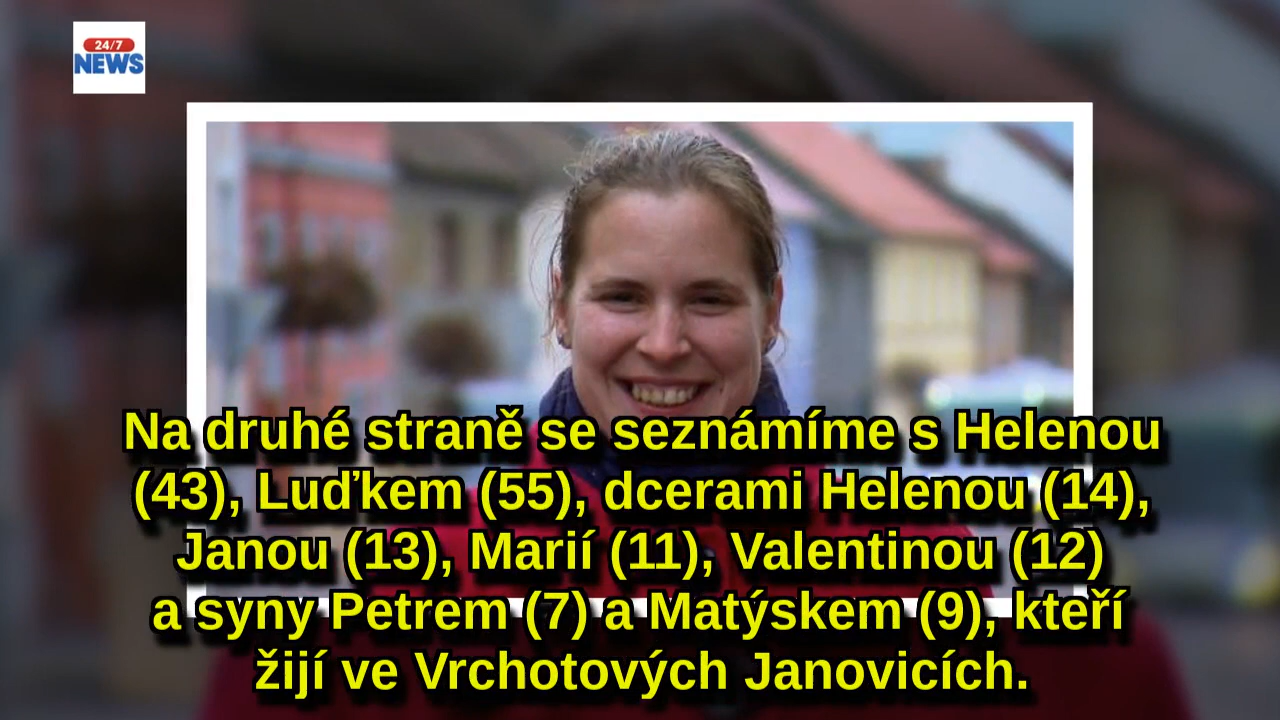 24/7
NEWS
Na druhé straně se seznámíme s Helenou
(43), Luďkem (55), dcerami Helenou (14),
Janou (13), Marií (11), Valentinou (12)
a syny Petrem (7) a Matýskem (9), kteří
žijí ve Vrchotových Janovicích.